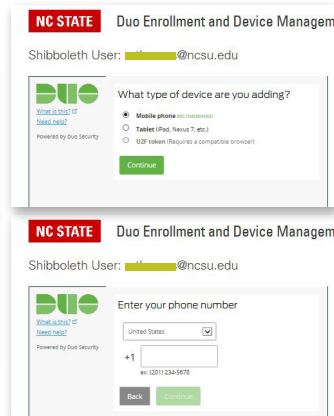 NC STATE Duo Enrollment and Device Managem
Shibboleth User: @ncsu.edu
DUO
What is this?
Need help?
Powered by Duo Security
What type of device are you adding?
Mobile phone RECOMMENDED
Tablet (iPad, Nexus 7, etc.)
U2F token (Requires a compatible browser)
Continue
NC STATE Duo Enrollment and Device Managem
Shibboleth User: @ncsu.edu
DUO
What is this?
Need help?
Powered by Duo Security
Enter your phone number
United States
+1
ex: (201) 234-5678
Back Continue